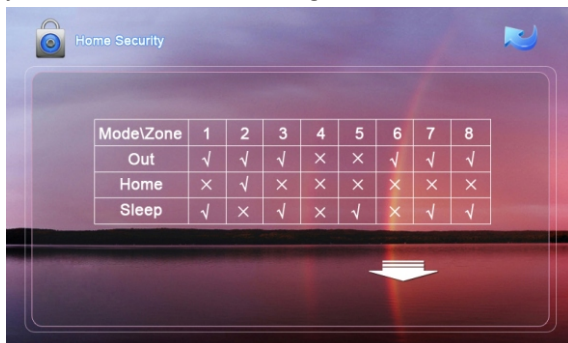 Home Security
Mode\Zone 1 2 3 4 5 6 7 8
Out √ √ √ × × √ √ √
Home × √ × × × × × ×
Sleep √ × √ × √ × √ √